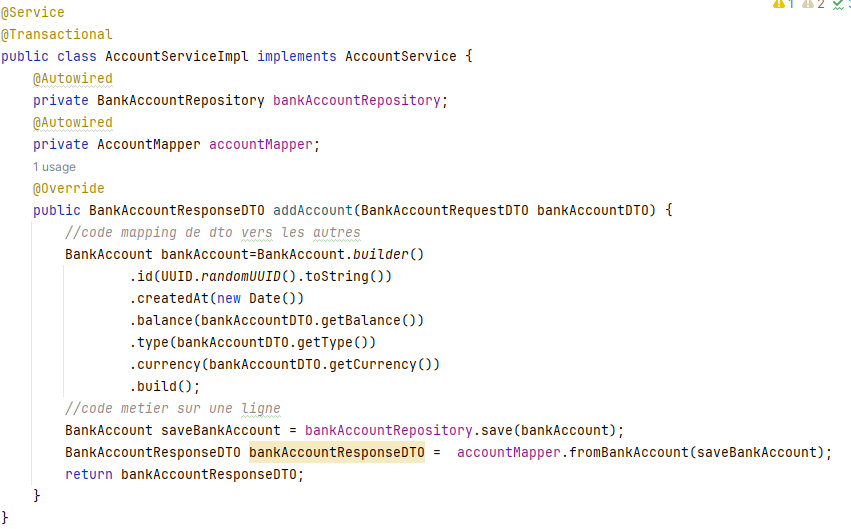 1 2 3
@Service
@Transactional
public class AccountServiceImpl implements AccountService {
@Autowired
private BankAccountRepository bankAccountRepository;
@Autowired
private AccountMapper accountMapper;
1 usage
@Override
public BankAccountResponseDTO addAccount(BankAccountRequestDTO bankAccountDTO) {
//code mapping de dto vers les autres
BankAccount bankAccount=BankAccount.builder()
.id(UUID.randomUUID().toString())
.createdAt(new Date())
.balance(bankAccountDTO.getBalance())
.type(bankAccountDTO.getType())
.currency(bankAccountDTO.getCurrency())
.build();
//code metier sur une ligne
BankAccount saveBankAccount = bankAccountRepository.save(bankAccount);
BankAccountResponseDTO bankAccountResponseDTO =  accountMapper.fromBankAccount(saveBankAccount);
return bankAccountResponseDTO;
}
}